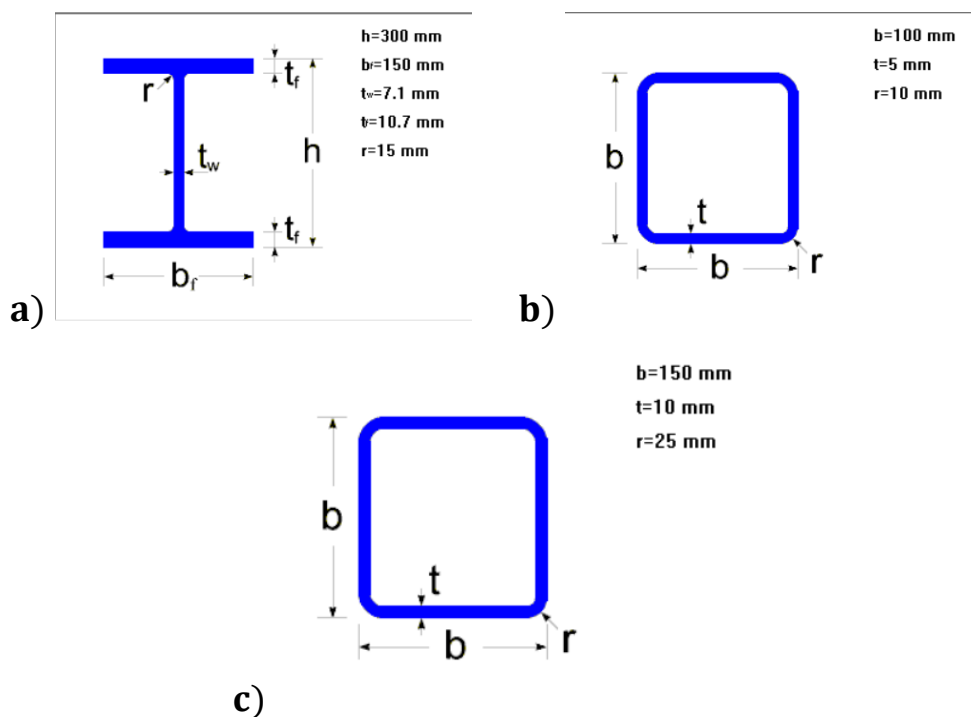 h=300 mm
bf=150 mm
tw=7.1 mm
tf=10.7 mm
r=15 mm
tf
r
h
tw
tf
bf
a)
b=100 mm
t=5 mm
r=10 mm
b
t
b
r
b)
b=150 mm
t=10 mm
r=25 mm
b
t
b
r
c)